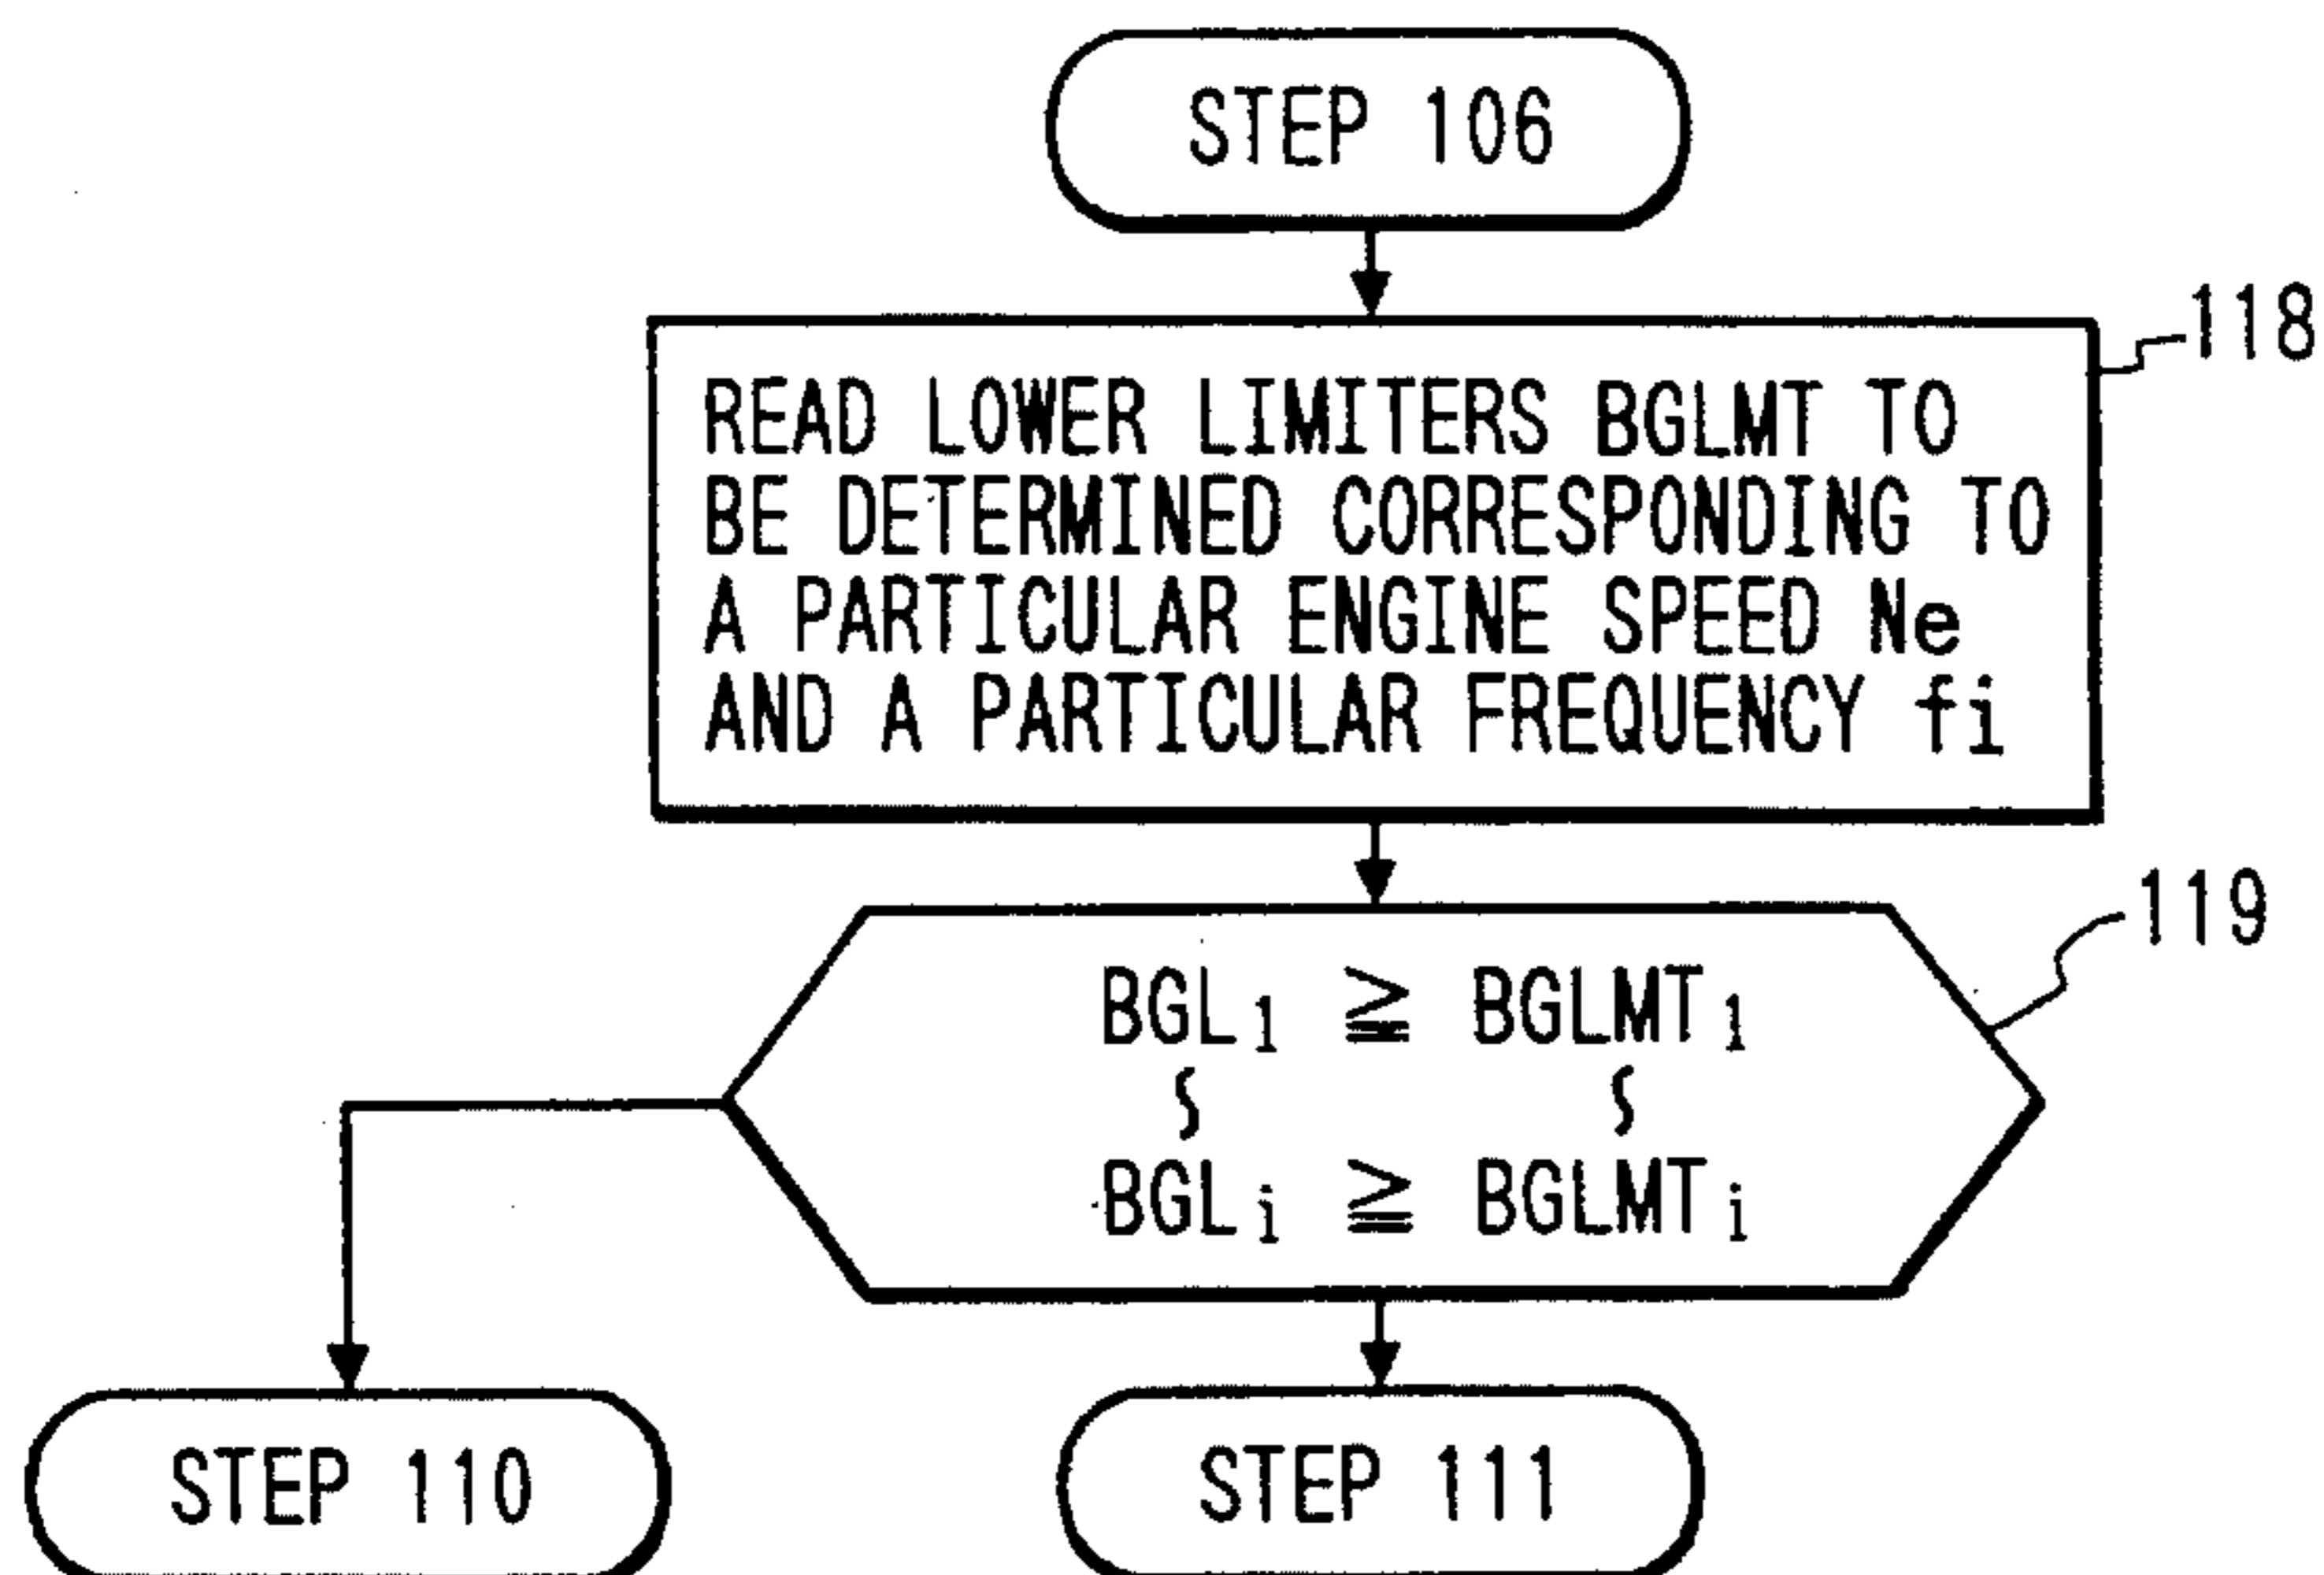 STEP 106
118
READ LOWER LIMITERS BGLMT TO
BE DETERMINED CORRESPONDING TO
A PARTICULAR ENGINE SPEED Ne
AND A PARTICULAR FREQUENCY fi
119
BGL₁ ≧ BGLMT₁
BGLᵢ ≧ BGLMTᵢ
STEP 110
STEP 111